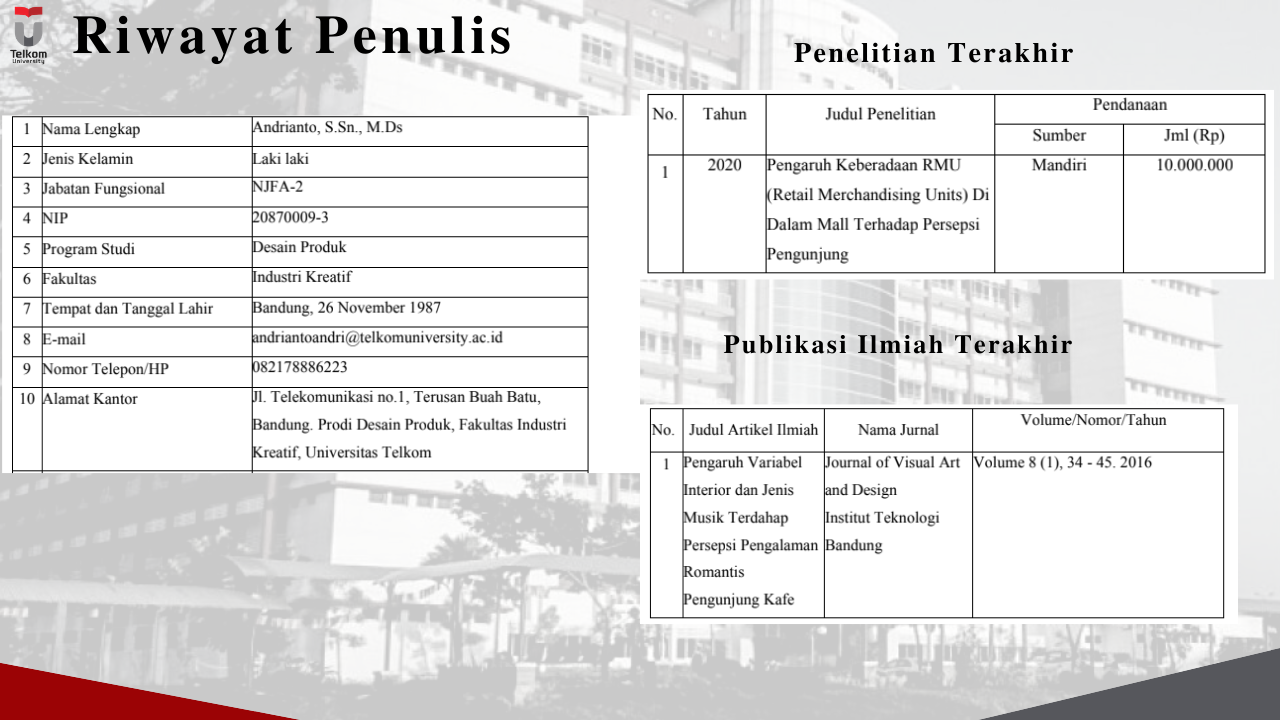 Telkom
University
Riwayat Penulis
1 Nama Lengkap Andrianto, S.Sn., M.Ds
2 Jenis Kelamin Laki laki
3 Jabatan Fungsional NJFA-2
4 NIP 20870009-3
5 Program Studi Desain Produk
6 Fakultas Industri Kreatif
7 Tempat dan Tanggal Lahir Bandung, 26 November 1987
8 E-mail andriantoandri@telkomuniversity.ac.id
9 Nomor Telepon/HP 082178886223
10 Alamat Kantor Jl. Telekomunikasi no.1, Terusan Buah Batu,
Bandung. Prodi Desain Produk, Fakultas Industri
Kreatif, Universitas Telkom
Penelitian Terakhir
No. Tahun Judul Penelitian Pendanaan
Sumber Jml (Rp)
1 2020 Pengaruh Keberadaan RMU Mandiri 10.000.000
(Retail Merchandising Units) Di
Dalam Mall Terhadap Persepsi
Pengunjung
Publikasi Ilmiah Terakhir
No. Judul Artikel Ilmiah Nama Jurnal Volume/Nomor/Tahun
1 Pengaruh Variabel Journal of Visual Art Volume 8 (1), 34 - 45. 2016
Interior dan Jenis and Design
Musik Terdahap Institut Teknologi
Persepsi Pengalaman Bandung
Romantis
Pengunjung Kafe